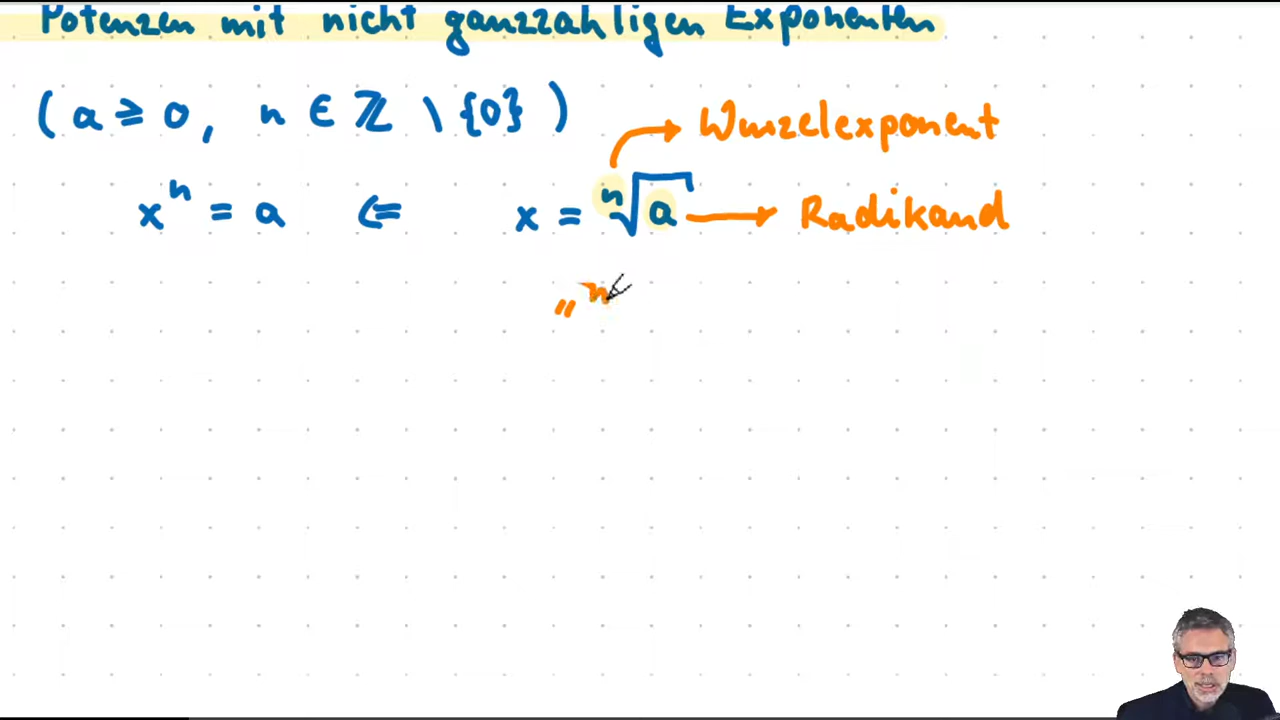 Potenzen mit nicht ganzzahligen Exponenten
( a ≥ 0, n ∈ ℤ \ {0} )
Wurzelexponent
xⁿ = a ⇐ x = ⁿ√a → Radikand
„n